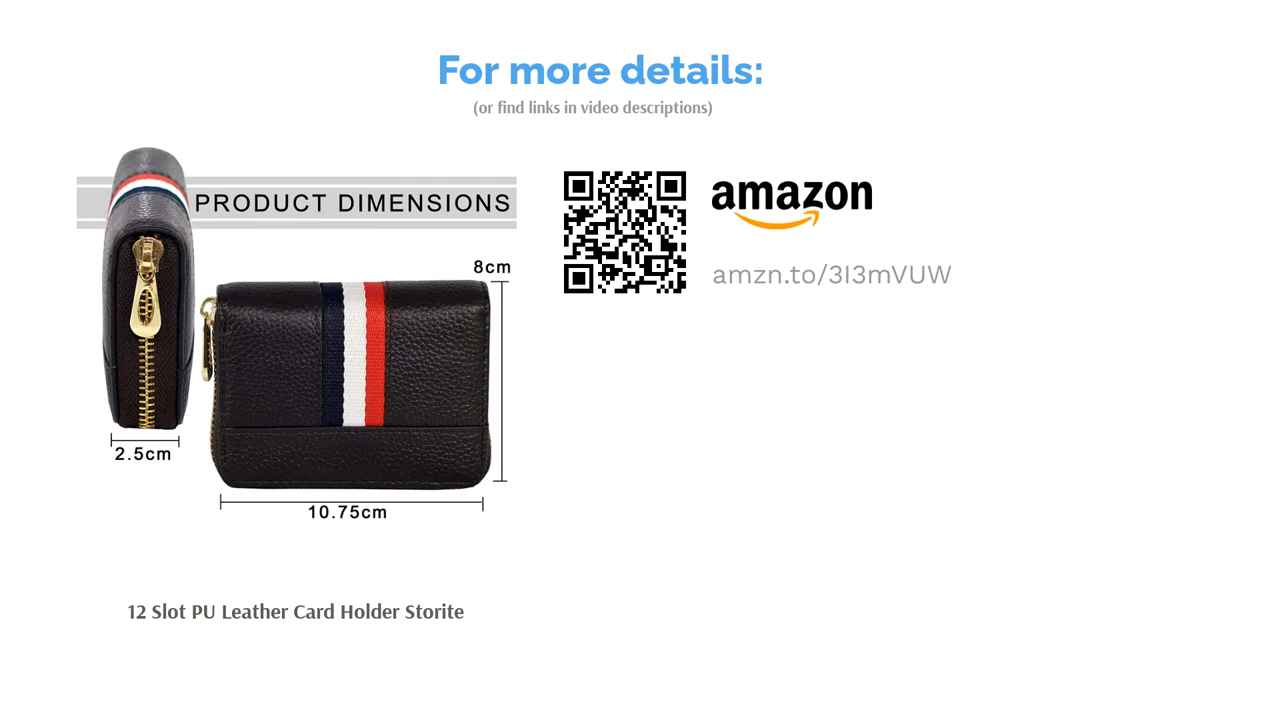 For more details:
(or find links in video descriptions)
PRODUCT DIMENSIONS
amazon
8cm
amzn.to/3I3mVUW
2.5cm
10.75cm
12 Slot PU Leather Card Holder Storite